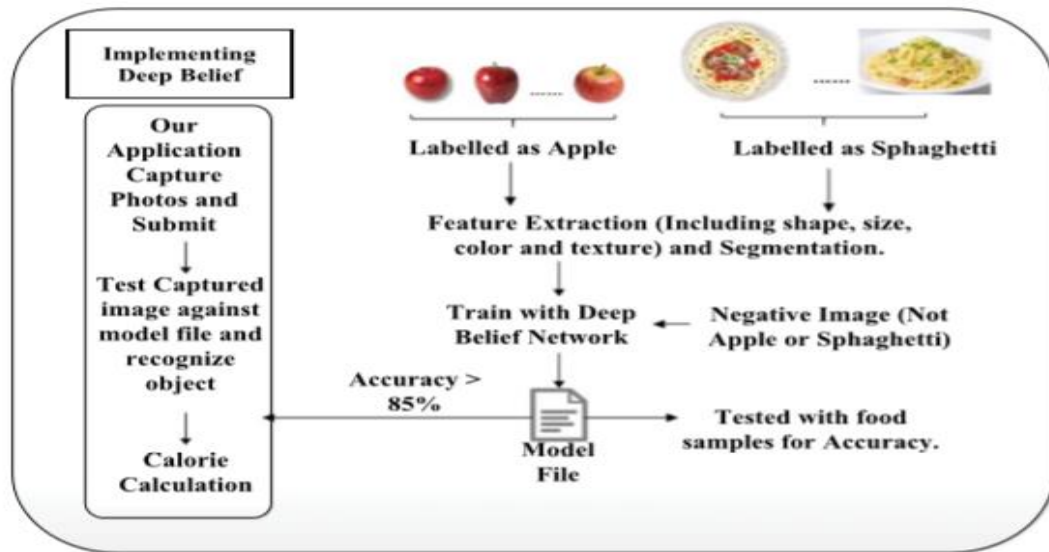 Implementing
Deep Belief
Our
Application
Capture
Photos and
Submit
Test Captured
image against
model file and
recognize
object
Calorie
Calculation
......
......
Labelled as Apple
Labelled as Sphaghetti
Feature Extraction (Including shape, size,
color and texture) and Segmentation.
Train with Deep
Belief Network
Negative Image (Not
Apple or Sphaghetti)
Accuracy >
85%
Model
File
Tested with food
samples for Accuracy.